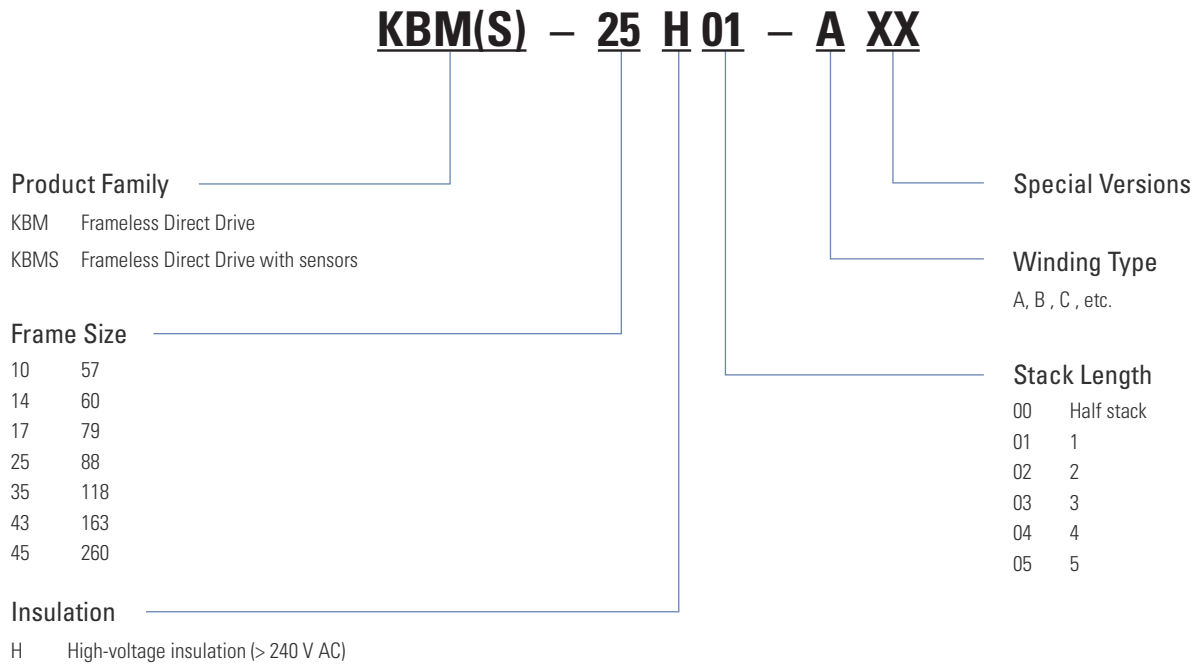 KBM(S) – 25 H 01 – A XX
Product Family
KBM Frameless Direct Drive
KBMS Frameless Direct Drive with sensors
Frame Size
10 57
14 60
17 79
25 88
35 118
43 163
45 260
Insulation
H High-voltage insulation (> 240 V AC)
Special Versions
Winding Type
A, B , C , etc.
Stack Length
00 Half stack
01 1
02 2
03 3
04 4
05 5